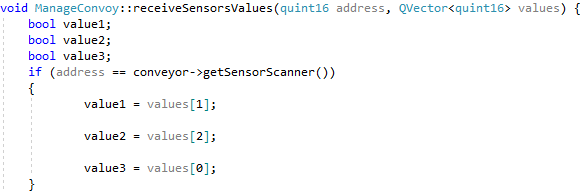 void ManageConvoy::receiveSensorsValues(quint16 address, QVector<quint16> values) {
bool value1;
bool value2;
bool value3;
if (address == conveyor->getSensorScanner())
{
value1 = values[1];
value2 = values[2];
value3 = values[0];
}